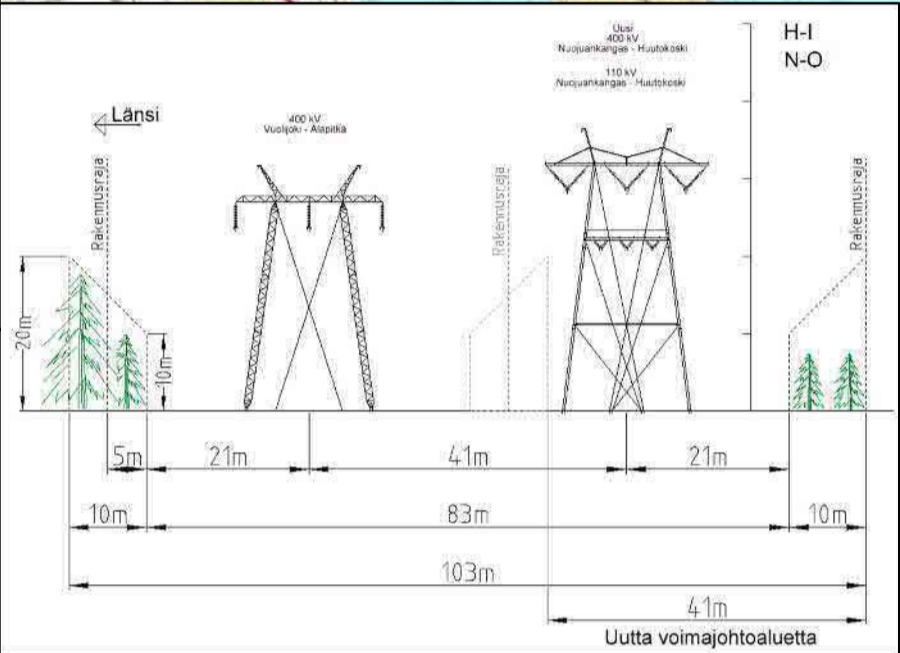 Uusi
400 kV
Nuojuankangas - Huutokoski
110 kV
Nuojuankangas - Huutokoski
H-I
N-O
Länsi
400 kV
Vuolijoki - Alapitkä
Rakennusraja
Rakennusraja
Rakennusraja
20m
10m
5m
21m
41m
21m
10m
83m
10m
103m
41m
Uutta voimajohtoaluetta